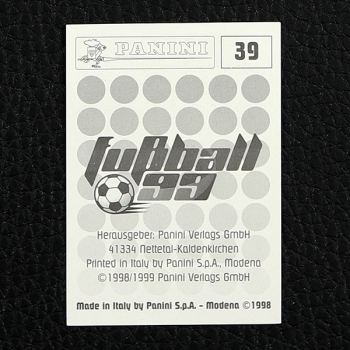 PANINI
39
fußball
99
Herausgeber: Panini Verlags GmbH
41334 Nettetal-Kaldenkirchen
Printed in Italy by Panini S.p.A., Modena
©1998/1999 Panini Verlags GmbH
Made in Italy by Panini S.p.A. - Modena ©1998